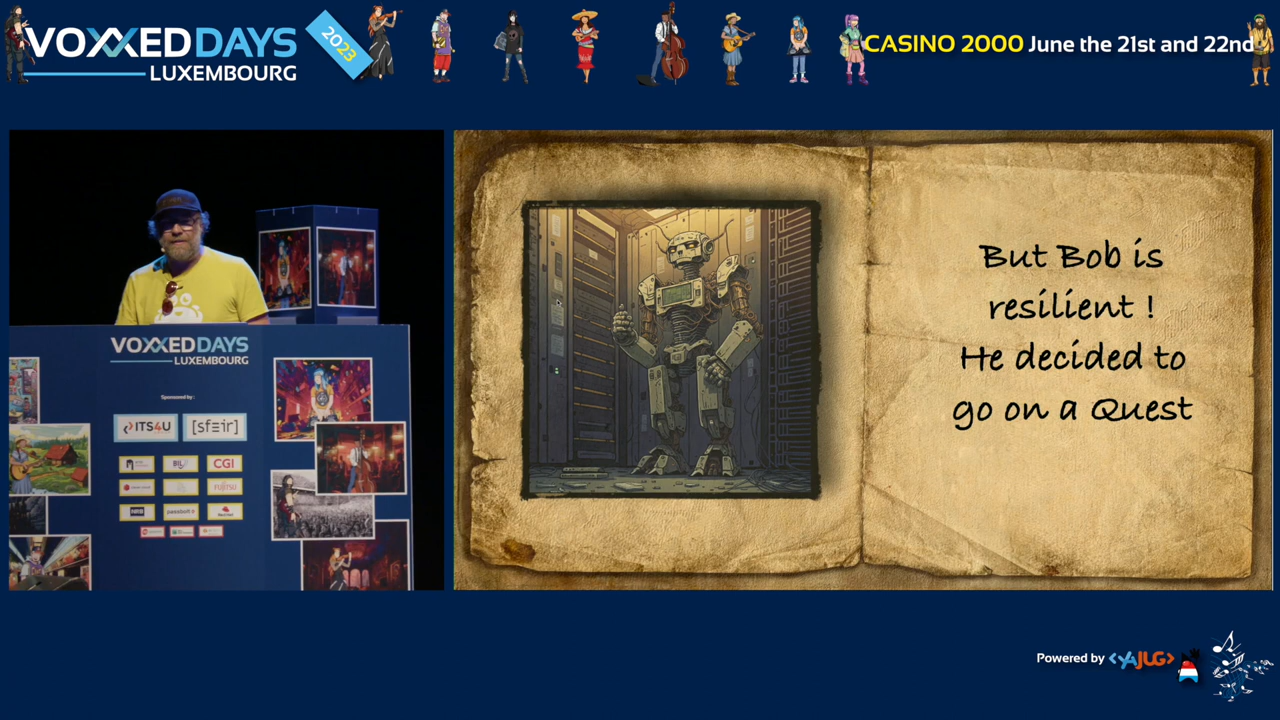 VOXXED DAYS
LUXEMBOURG
2023
CASINO 2000 June the 21st and 22nd
VOXXED DAYS
LUXEMBOURG
Sponsored by :
ITS4U [sfeir]
CGI
FUJITSU
passbolt
But Bob is
resilient !
He decided to
go on a Quest
Powered by <YAJUG>